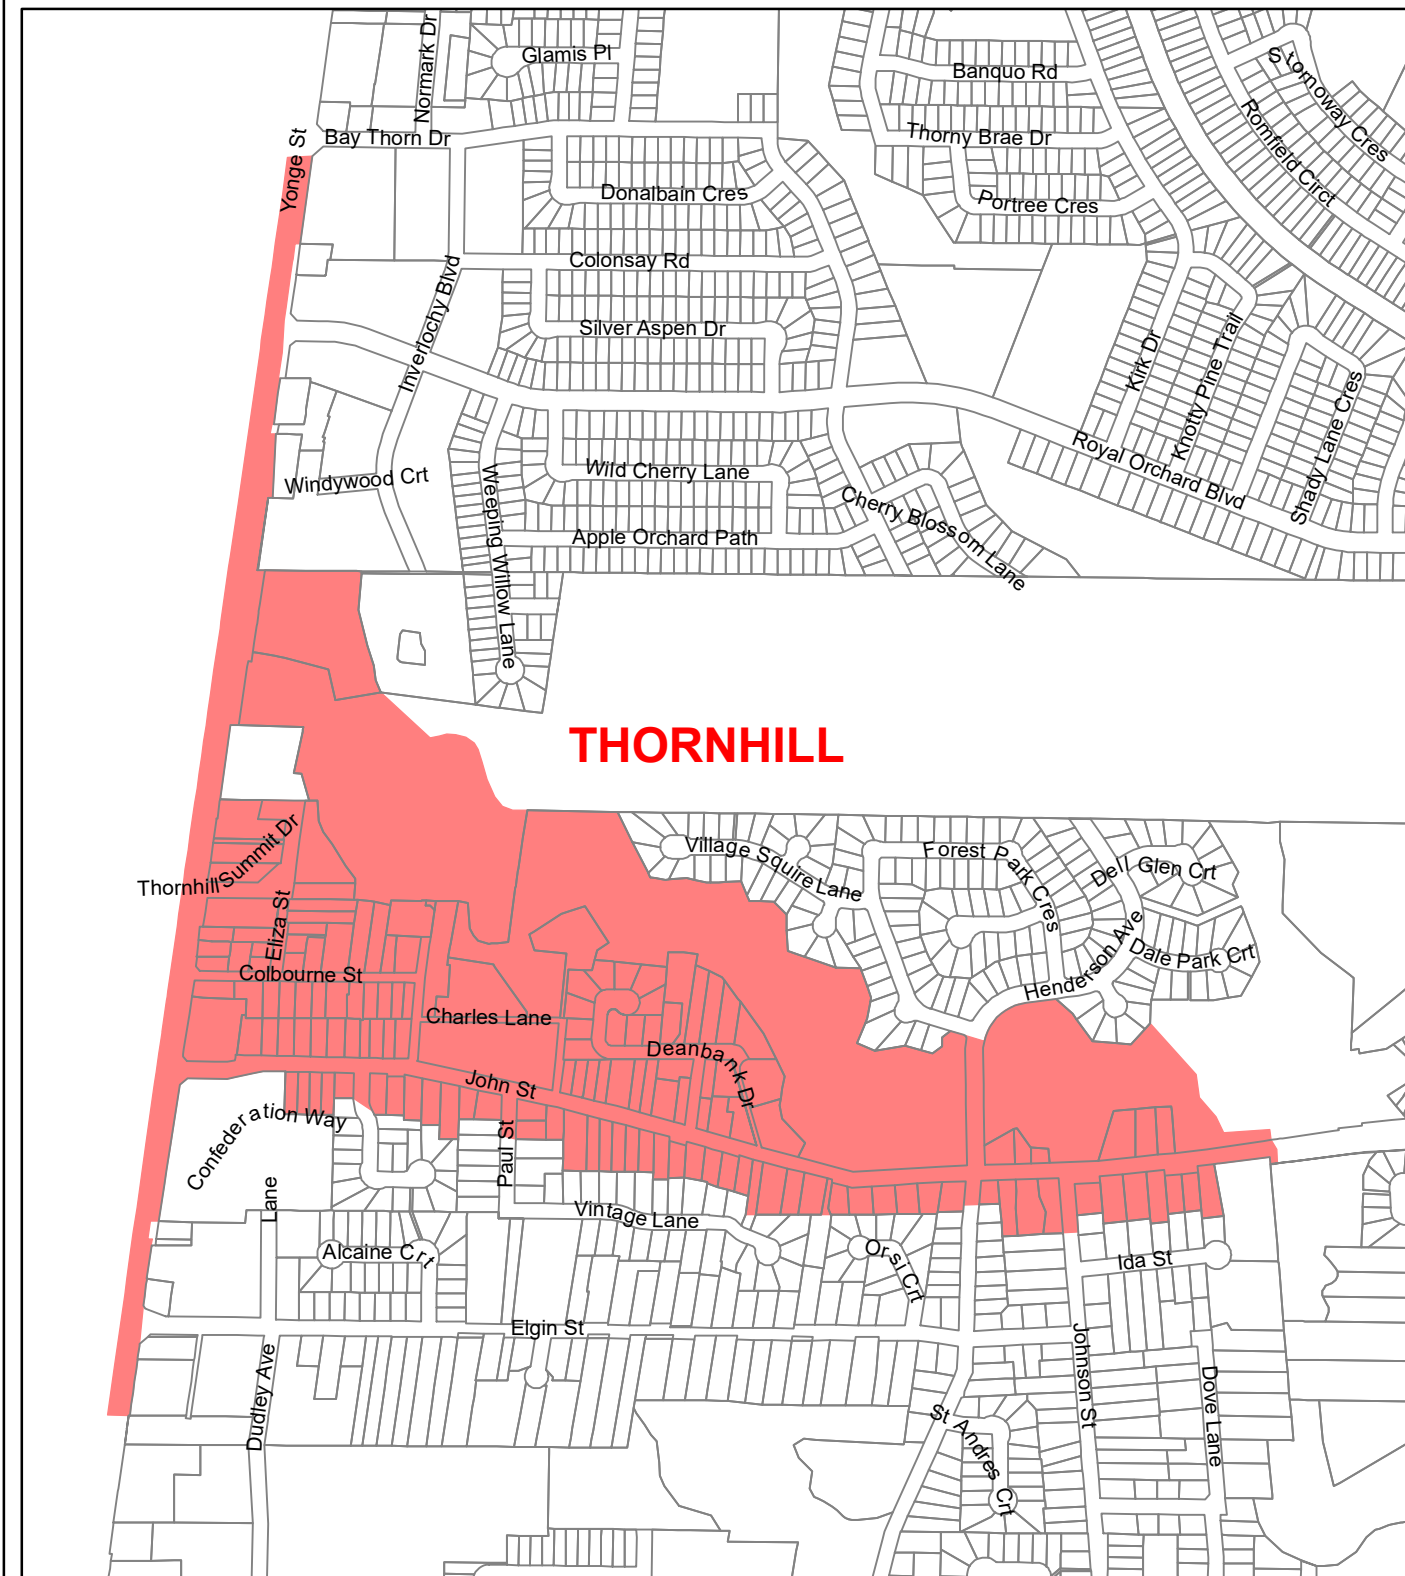 Normark Dr
Glamis Pl
Banquo Rd
Stornoway Cres
Bay Thorn Dr
Thorny Brae Dr
Romfield Circt
Yonge St
Donalbain Cres
Portree Cres
Colonsay Rd
Inverlochy Blvd
Silver Aspen Dr
Kirk Dr
Knotty Pine Trail
Shady Lane Cres
Royal Orchard Blvd
Windywood Crt
Weeping Willow Lane
Wild Cherry Lane
Cherry Blossom Lane
Apple Orchard Path
THORNHILL
Village Squire Lane
Forest Park Cres
Dell Glen Crt
Thornhill Summit Dr
Eliza St
Henderson Ave
Dale Park Crt
Colbourne St
Charles Lane
Deanbank Dr
John St
Confederation Way
Paul St
Lane
Vintage Lane
Alcaine Crt
Orsi Crt
Ida St
Elgin St
Dudley Ave
Johnson St
Dove Lane
St Andres Crt